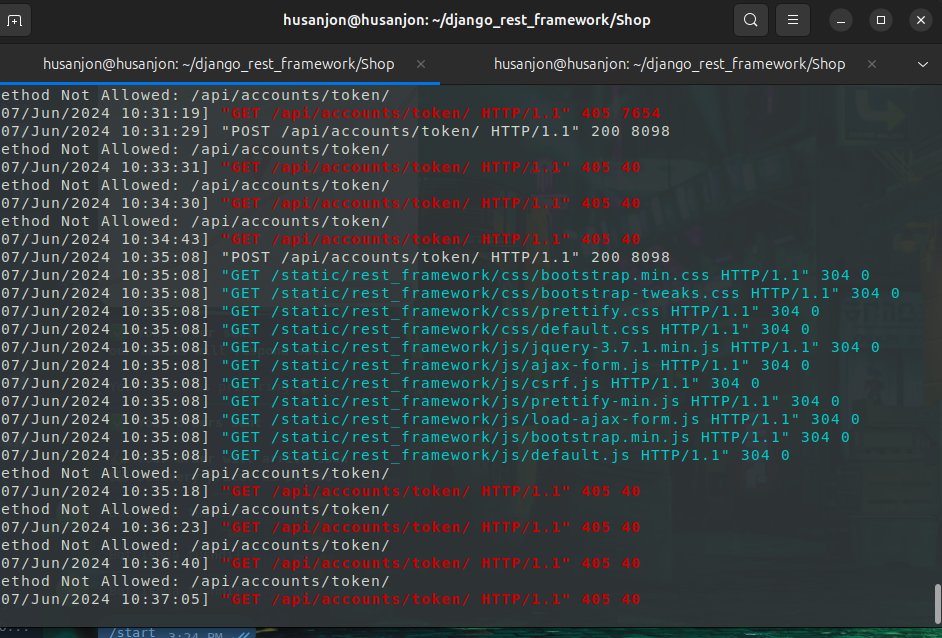 husanjon@husanjon: ~/django_rest_framework/Shop
husanjon@husanjon: ~/django_rest_framework/Shop
husanjon@husanjon: ~/django_rest_framework/Shop
ethod Not Allowed: /api/accounts/token/
07/Jun/2024 10:31:19] "GET /api/accounts/token/ HTTP/1.1" 405 7654
07/Jun/2024 10:31:29] "POST /api/accounts/token/ HTTP/1.1" 200 8098
ethod Not Allowed: /api/accounts/token/
07/Jun/2024 10:33:31] "GET /api/accounts/token/ HTTP/1.1" 405 40
ethod Not Allowed: /api/accounts/token/
07/Jun/2024 10:34:30] "GET /api/accounts/token/ HTTP/1.1" 405 40
ethod Not Allowed: /api/accounts/token/
07/Jun/2024 10:34:43] "GET /api/accounts/token/ HTTP/1.1" 405 40
07/Jun/2024 10:35:08] "POST /api/accounts/token/ HTTP/1.1" 200 8098
07/Jun/2024 10:35:08] "GET /static/rest_framework/css/bootstrap.min.css HTTP/1.1" 304 0
07/Jun/2024 10:35:08] "GET /static/rest_framework/css/bootstrap-tweaks.css HTTP/1.1" 304 0
07/Jun/2024 10:35:08] "GET /static/rest_framework/css/prettify.css HTTP/1.1" 304 0
07/Jun/2024 10:35:08] "GET /static/rest_framework/css/default.css HTTP/1.1" 304 0
07/Jun/2024 10:35:08] "GET /static/rest_framework/js/jquery-3.7.1.min.js HTTP/1.1" 304 0
07/Jun/2024 10:35:08] "GET /static/rest_framework/js/ajax-form.js HTTP/1.1" 304 0
07/Jun/2024 10:35:08] "GET /static/rest_framework/js/csrf.js HTTP/1.1" 304 0
07/Jun/2024 10:35:08] "GET /static/rest_framework/js/prettify-min.js HTTP/1.1" 304 0
07/Jun/2024 10:35:08] "GET /static/rest_framework/js/load-ajax-form.js HTTP/1.1" 304 0
07/Jun/2024 10:35:08] "GET /static/rest_framework/js/bootstrap.min.js HTTP/1.1" 304 0
07/Jun/2024 10:35:08] "GET /static/rest_framework/js/default.js HTTP/1.1" 304 0
ethod Not Allowed: /api/accounts/token/
07/Jun/2024 10:35:18] "GET /api/accounts/token/ HTTP/1.1" 405 40
ethod Not Allowed: /api/accounts/token/
07/Jun/2024 10:36:23] "GET /api/accounts/token/ HTTP/1.1" 405 40
ethod Not Allowed: /api/accounts/token/
07/Jun/2024 10:36:40] "GET /api/accounts/token/ HTTP/1.1" 405 40
ethod Not Allowed: /api/accounts/token/
07/Jun/2024 10:37:05] "GET /api/accounts/token/ HTTP/1.1" 405 40
/start 3:24 PM